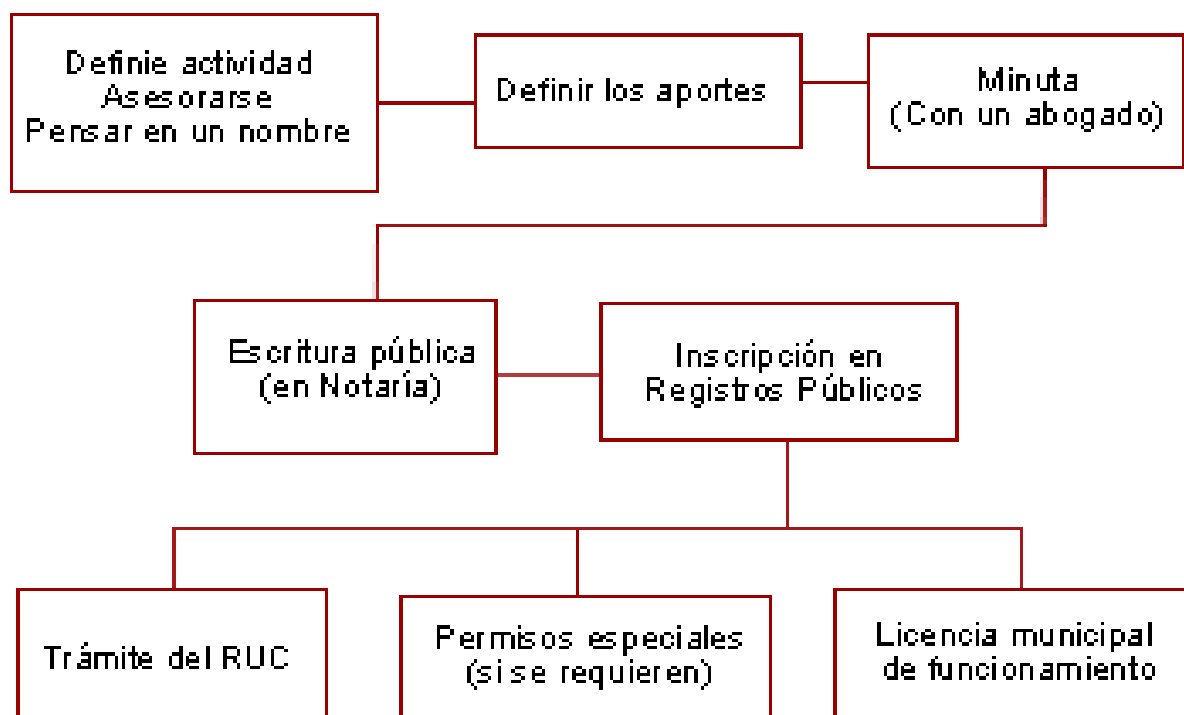 Definie actividad
Asesorarse
Pensar en un nombre
Definir los aportes
Minuta
(Con un abogado)
Escritura pública
(en Notaría)
Inscripción en
Registros Públicos
Trámite del RUC
Permisos especiales
(si se requieren)
Licencia municipal
de funcionamiento